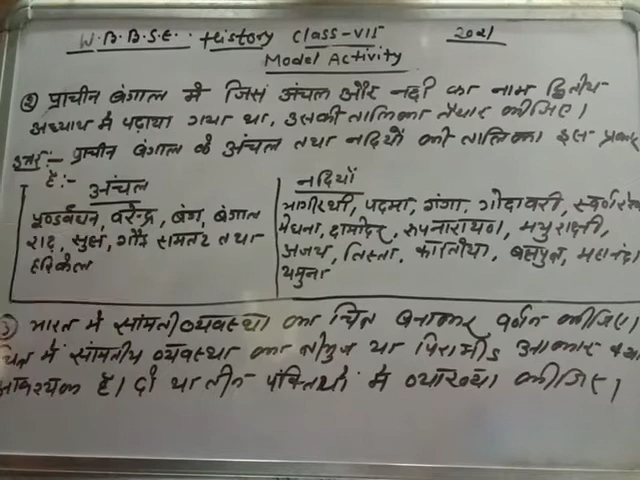 W.B.B.S.E. History Class-VII 2021
Model Activity
② प्राचीन बंगाल में जिस अंचल और नदी का नाम द्वितीय
अध्याय में पढ़ाया गया था, उसकी तालिका तैयार कीजिए।
उत्तर:- प्राचीन बंगाल के अंचल तथा नदियों की तालिका इस प्रकार
है:-
अंचल
पुण्ड्रवर्धन, वरेन्द्र, बंग, बंगाल
राढ़, सुह्म, गौड़ समतट तथा
हरिकेल
नदियाँ
भागीरथी, पदमा, गंगा, गोदावरी,
मेघना, दामोदर, रूपनारायण, मयुराक्षी,
अजय, तिस्ता, करतोया, महानंदा
यमुना
③ भारत में सामंती व्यवस्था का चित्र बनाकर वर्णन कीजिए।
चित्र में सामंतीय व्यवस्था का त्रीभुज या पिरामीड आकार
आवश्यक है। दो या तीन पंक्तियों में व्याख्या कीजिए।